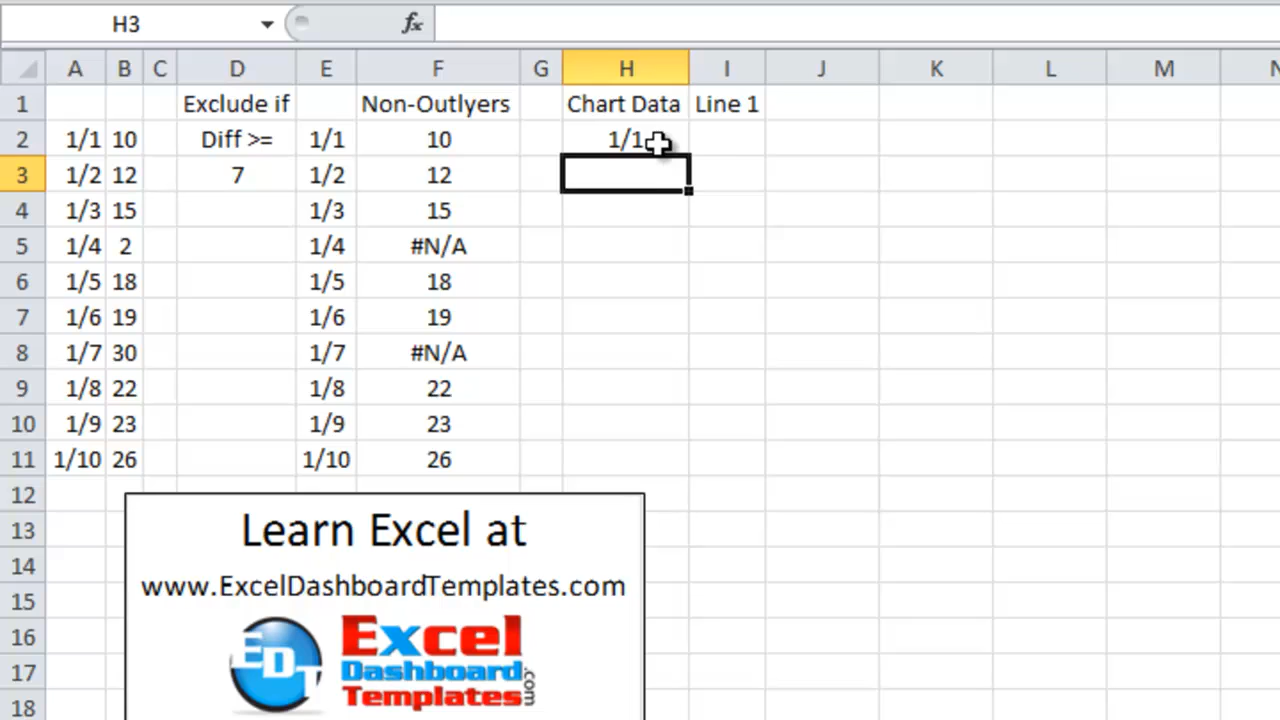 H3 fx
A B C D E F G H I J K L M
1 Exclude if Non-Outlyers Chart Data Line 1
2 1/1 10 Diff >= 1/1 10 1/1
3 1/2 12 7 1/2 12
4 1/3 15 1/3 15
5 1/4 2 1/4 #N/A
6 1/5 18 1/5 18
7 1/6 19 1/6 19
8 1/7 30 1/7 #N/A
9 1/8 22 1/8 22
10 1/9 23 1/9 23
11 1/10 26 1/10 26
12
13 Learn Excel at
14
15 www.ExcelDashboardTemplates.com
16 Excel
17 EDT Dashboard .com
18 Templates